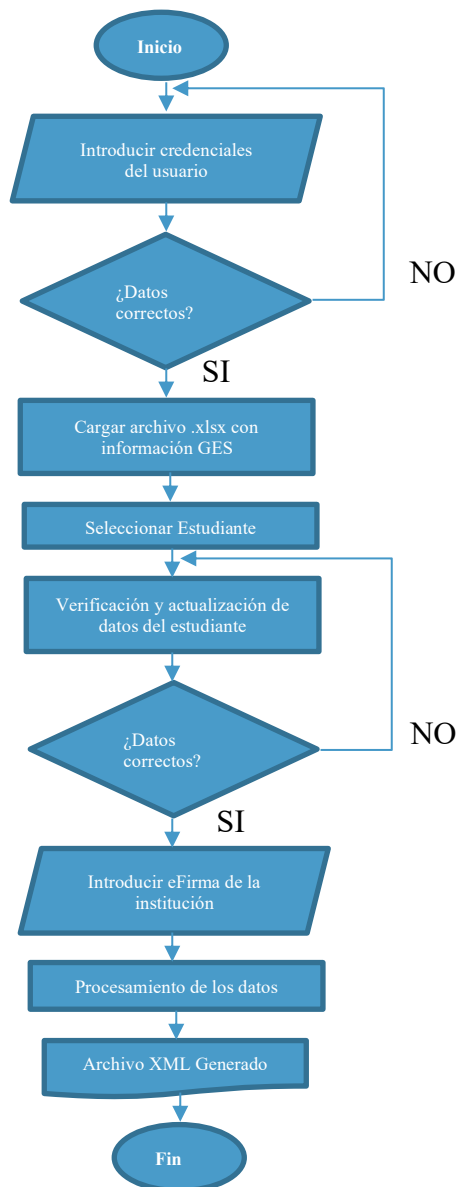 Inicio
Introducir credenciales
del usuario
¿Datos
correctos?
NO
SI
Cargar archivo .xlsx con
información GES
Seleccionar Estudiante
Verificación y actualización de
datos del estudiante
¿Datos
correctos?
NO
SI
Introducir eFirma de la
institución
Procesamiento de los datos
Archivo XML Generado
Fin